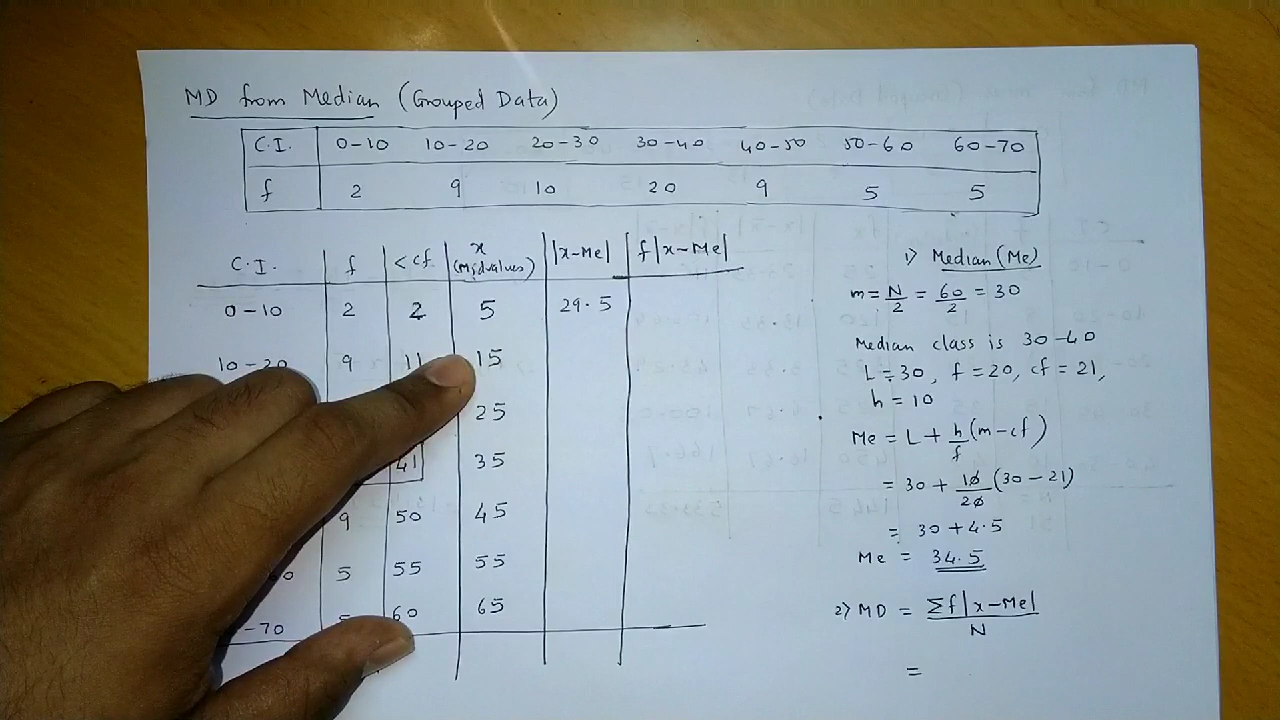 MD from Median (Grouped Data)
C.I. 0-10 10-20 20-30 30-40 40-50 50-60 60-70
f 2 9 10 20 9 5 5
C.I. f <cf x (Midvalues) |x-Me| f|x-Me|
0-10 2 2 5 29.5
10-20 9 11 15
25
41 35
9 50 45
5 55 55
-70 5 60 65
1) Median (Me)
m = N/2 = 60/2 = 30
Median class is 30-40
L = 30, f = 20, cf = 21,
h = 10
Me = L + h/f (m-cf)
= 30 + 10/20 (30-21)
= 30 + 4.5
Me = 34.5
2) MD = Σf|x-Me|/N
=